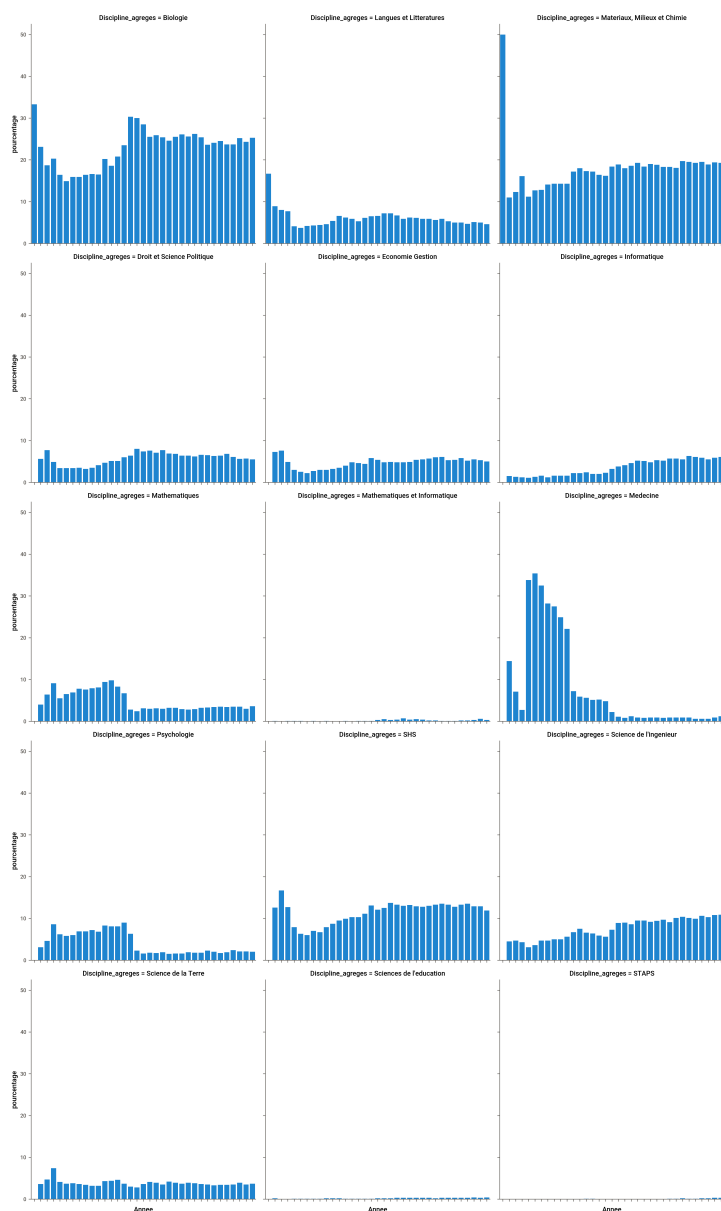 Discipline_agreges = Biologie
Discipline_agreges = Langues et Litteratures
Discipline_agreges = Materiaux, Milieux et Chimie
50
40
30
20
10
0
pourcentage
Discipline_agreges = Droit et Science Politique
Discipline_agreges = Economie Gestion
Discipline_agreges = Informatique
50
40
30
20
10
0
pourcentage
Discipline_agreges = Mathematiques
Discipline_agreges = Mathematiques et Informatique
Discipline_agreges = Medecine
50
40
30
20
10
0
pourcentage
Discipline_agreges = Psychologie
Discipline_agreges = SHS
Discipline_agreges = Science de l'ingenieur
50
40
30
20
10
0
pourcentage
Discipline_agreges = Science de la Terre
Discipline_agreges = Sciences de l'education
Discipline_agreges = STAPS
50
40
30
20
10
0
pourcentage
Annee
Annee
Annee